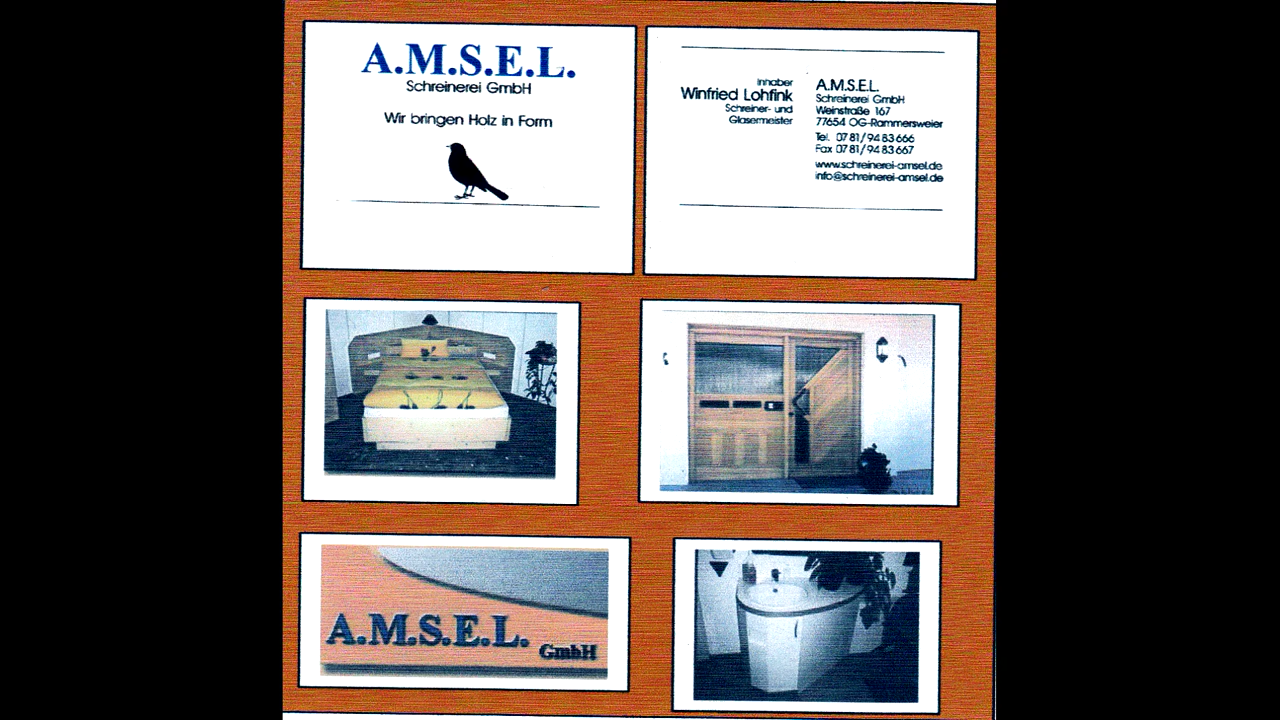 A.M.S.E.L.
Schreinerei GmbH
Wir bringen Holz in Form
Inhaber
Winfried Lohfink
Schreiner- und
Glasermeister
A.M.S.E.L.
Schreinerei GmbH
Weinstraße 167
77654 OG-Rammersweier
Tel. 07 81 / 94 83 666
Fax 07 81 / 94 83 667
www.schreinerei-amsel.de
info@schreinerei-amsel.de
A.M.S.E.L.
GmbH